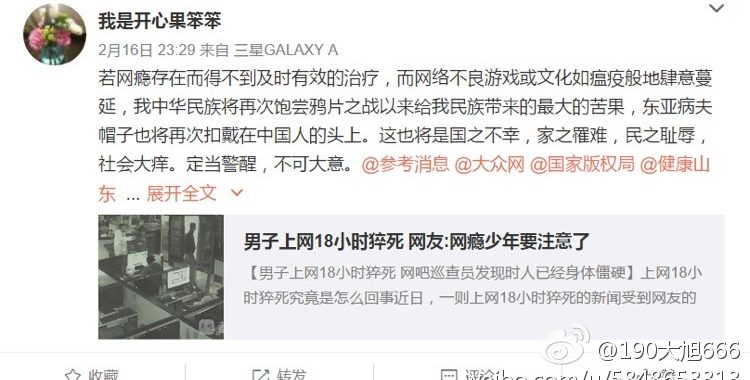 我是开心果笨笨
2月16日 23:29 来自 三星GALAXY A
若网瘾存在而得不到及时有效的治疗，而网络不良游戏或文化如瘟疫般地肆意蔓
延，我中华民族将再次饱尝鸦片之战以来给我民族带来的最大的苦果，东亚病夫
帽子也将再次扣戴在中国人的头上。这也将是国之不幸，家之罹难，民之耻辱，
社会大痒。定当警醒，不可大意。@参考消息 @大众网 @国家版权局 @健康山
东 ... 展开全文
男子上网18小时猝死 网友:网瘾少年要注意了
【男子上网18小时猝死 网吧巡查员发现时人已经身体僵硬】上网18小
时猝死究竟是怎么回事近日，一则上网18小时猝死的新闻受到网友的
@190大旭666
收藏 转发 评论
weibo.com/u/5848653313